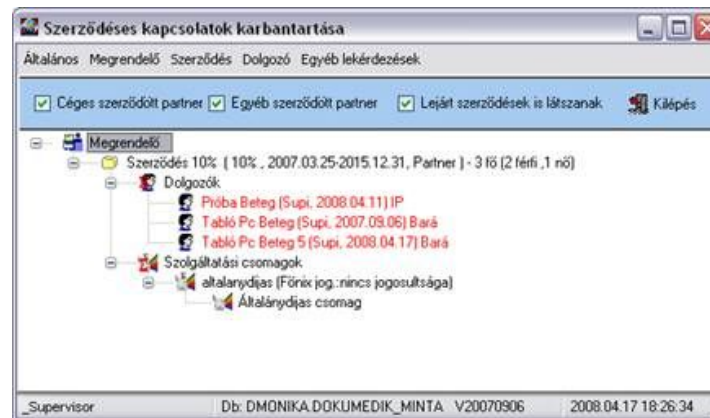 Szerződéses kapcsolatok karbantartása
Általános Megrendelő Szerződés Dolgozó Egyéb lekérdezések
Céges szerződött partner Egyéb szerződött partner Lejárt szerződések is látszanak Kilépés
Megrendelő
Szerződés 10% ( 10% , 2007.03.25-2015.12.31, Partner ) - 3 fő (2 férfi ,1 nő)
Dolgozók
Próba Beteg (Supi, 2008.04.11) IP
Tabló Pc Beteg (Supi, 2007.09.06) Bará
Tabló Pc Beteg 5 (Supi, 2008.04.17) Bará
Szolgáltatási csomagok
altalanydijas (Főnix jog.:nincs jogosultsága)
Általánydíjas csomag
_Supervisor Db: DMONIKA.DOKUMEDIK_MINTA V20070906 2008.04.17 18:26:34